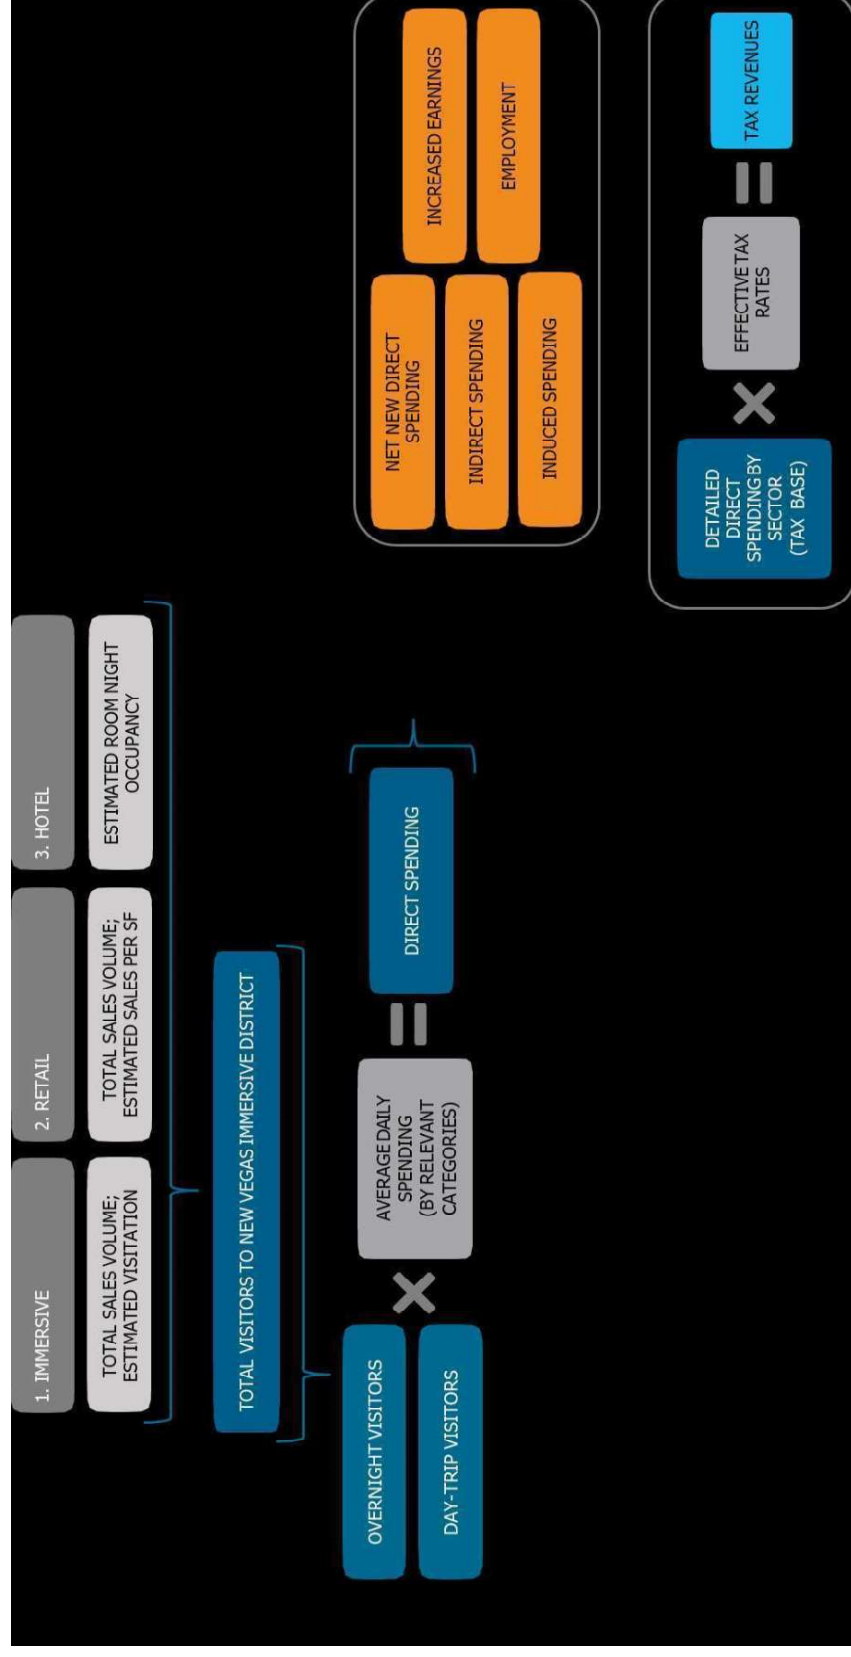 1. IMMERSIVE
2. RETAIL
3. HOTEL
TOTAL SALES VOLUME;
ESTIMATED VISITATION
TOTAL SALES VOLUME;
ESTIMATED SALES PER SF
ESTIMATED ROOM NIGHT
OCCUPANCY
TOTAL VISITORS TO NEW VEGAS IMMERSIVE DISTRICT
OVERNIGHT VISITORS
DAY-TRIP VISITORS
×
AVERAGE DAILY
SPENDING
(BY RELEVANT
CATEGORIES)
=
DIRECT SPENDING
NET NEW DIRECT
SPENDING
INDIRECT SPENDING
INDUCED SPENDING
INCREASED EARNINGS
EMPLOYMENT
DETAILED
DIRECT
SPENDING BY
SECTOR
(TAX BASE)
×
EFFECTIVE TAX
RATES
=
TAX REVENUES